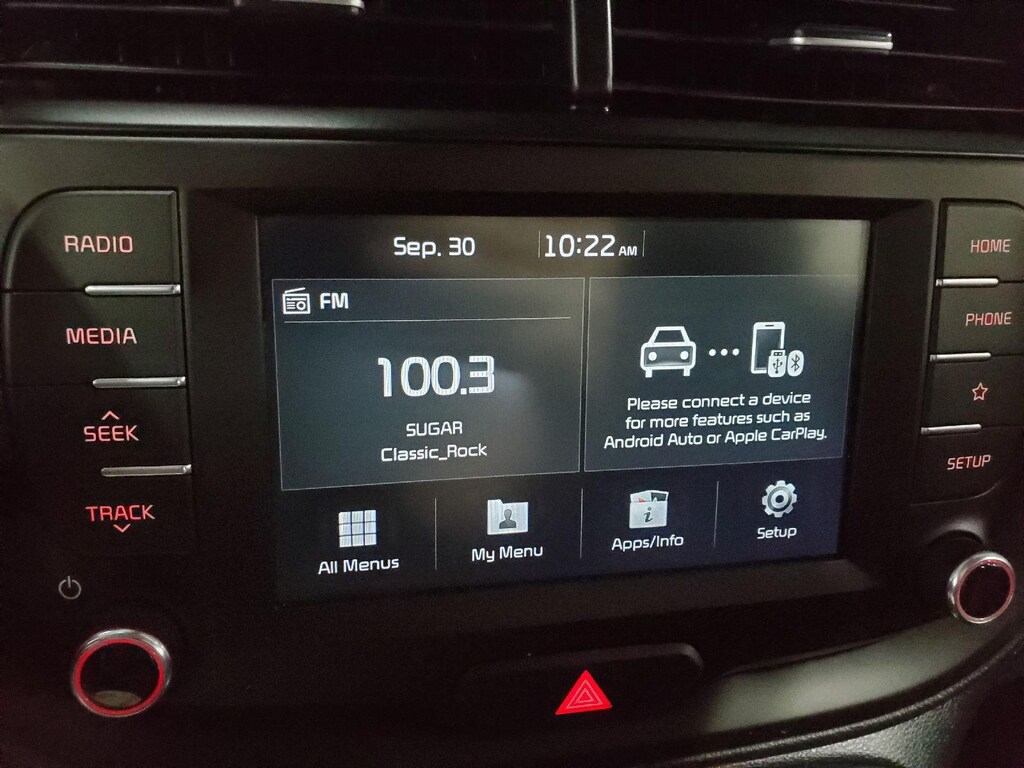 RADIO
MEDIA
SEEK
TRACK
Sep. 30
10:22 AM
FM
100.3
SUGAR
Classic_Rock
Please connect a device
for more features such as
Android Auto or Apple CarPlay.
All Menus
My Menu
Apps/Info
Setup
HOME
PHONE
SETUP